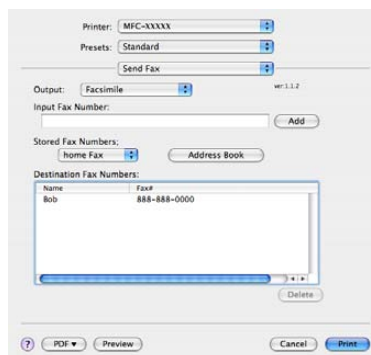 Printer: MFC-XXXXX
Presets: Standard
Send Fax
Output: Facsimile ver:1.1.2
Input Fax Number:
Add
Stored Fax Numbers:
home Fax Address Book
Destination Fax Numbers:
Name Fax#
Bob 888-888-0000
Delete
? PDF ▼ Preview Cancel Print